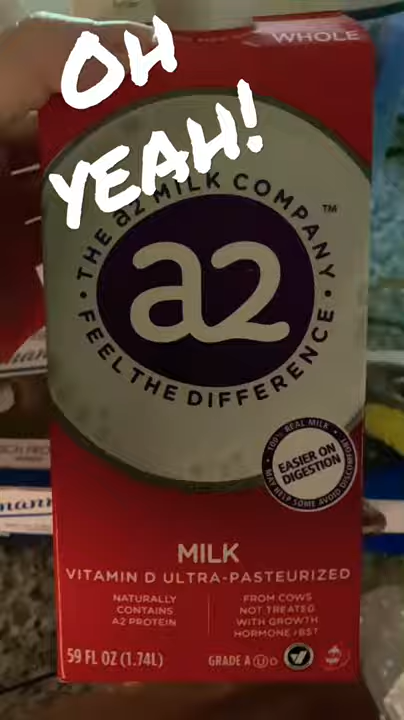 OH
YEAH!
WHOLE
THE a2 MILK COMPANY
™
a2
FEEL THE DIFFERENCE
100% REAL MILK
EASIER ON
DIGESTION
MAY HELP SOME AVOID DISCOMFORT
MILK
VITAMIN D ULTRA-PASTEURIZED
NATURALLY
CONTAINS
A2 PROTEIN
FROM COWS
NOT TREATED
WITH GROWTH
HORMONE rBST
59 FL OZ (1.74L)
GRADE A